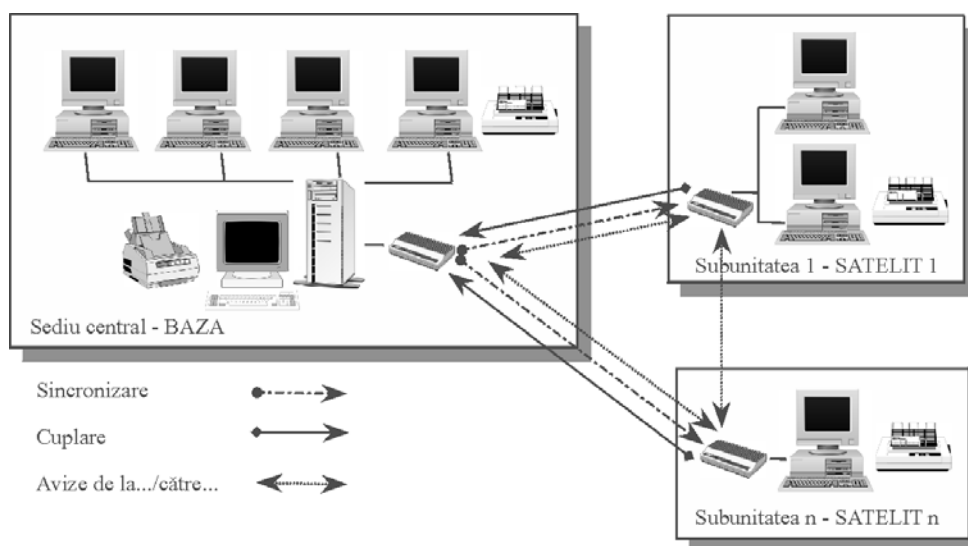 Sediu central - BAZA
Subunitatea 1 - SATELIT 1
Sincronizare
Cuplare
Avize de la.../către...
Subunitatea n - SATELIT n